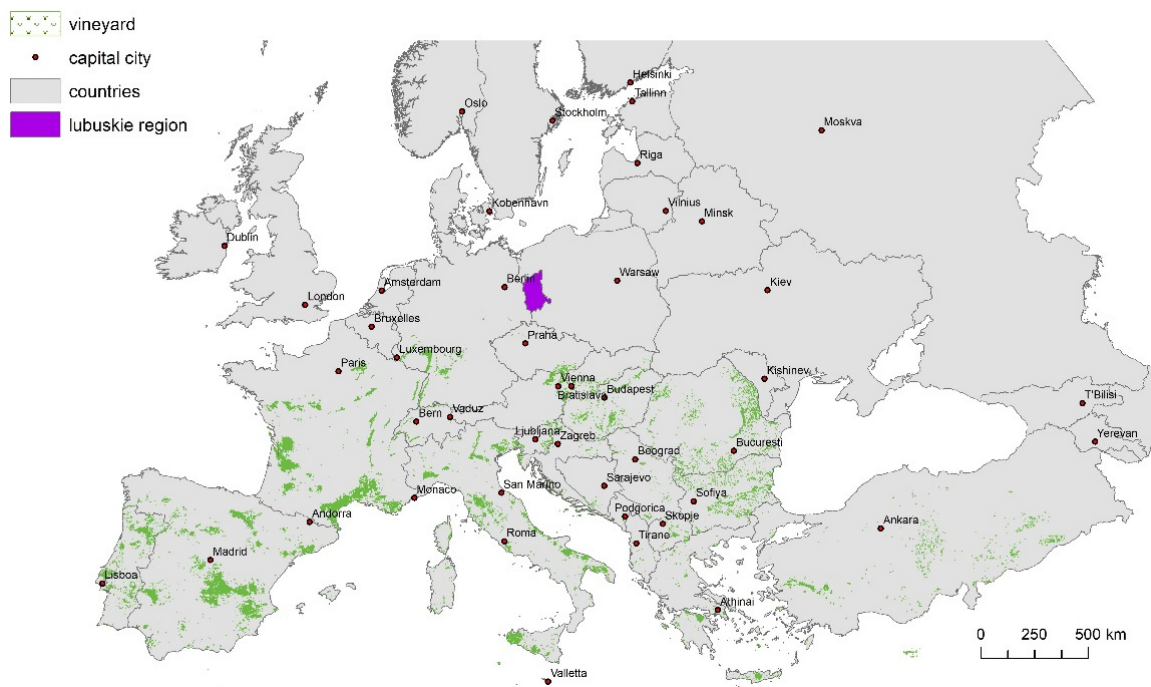 vineyard
capital city
countries
lubuskie region
Helsinki
Tallinn
Oslo
Stockholm
Moskva
Riga
Kobenhavn
Vilnius
Minsk
Dublin
Berlin
Warsaw
Kiev
Amsterdam
London
Bruxelles
Praha
Luxembourg
Paris
Vienna
Bratislava
Budapest
Kishinev
Bern
Vaduz
T'Bilisi
Ljubljana
Zagreb
Yerevan
Bucuresti
Beograd
Sarajevo
San Marino
Monaco
Sofiya
Podgorica
Skopje
Andorra
Ankara
Roma
Tirane
Madrid
Lisboa
Athinai
0 250 500 km
Valletta